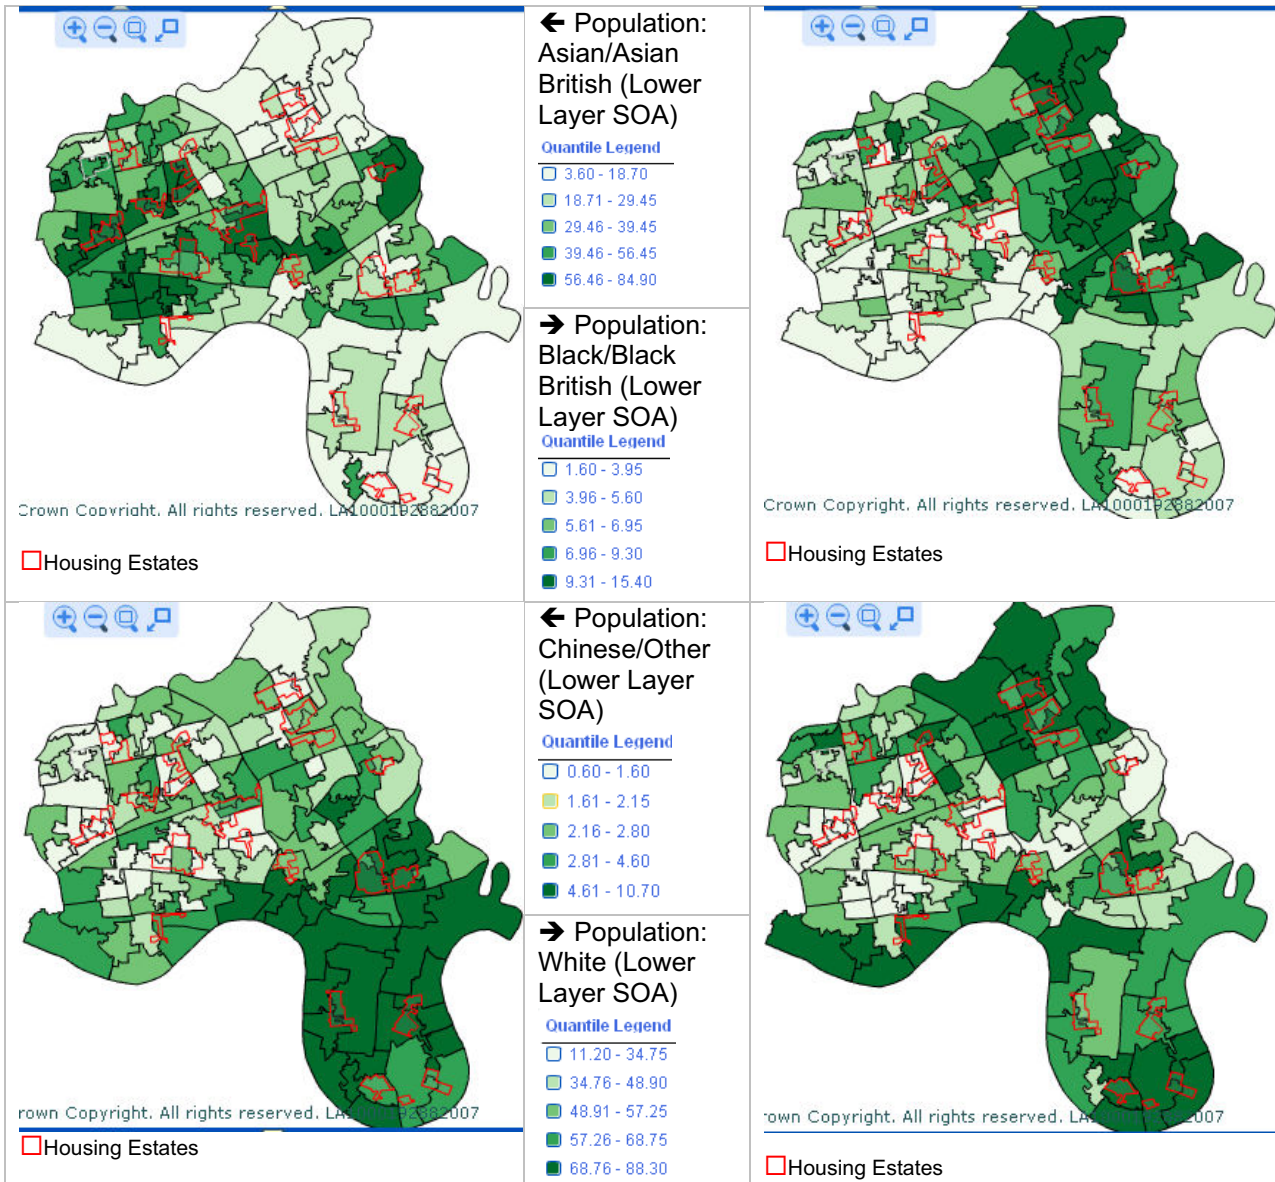 ← Population:
Asian/Asian
British (Lower
Layer SOA)
Quantile Legend
3.60 - 18.70
18.71 - 29.45
29.46 - 39.45
39.46 - 56.45
56.46 - 84.90
Crown Copyright. All rights reserved. LA1000192882007
Housing Estates
→ Population:
Black/Black
British (Lower
Layer SOA)
Quantile Legend
1.60 - 3.95
3.96 - 5.60
5.61 - 6.95
6.96 - 9.30
9.31 - 15.40
Crown Copyright. All rights reserved. LA1000192882007
Housing Estates
← Population:
Chinese/Other
(Lower Layer
SOA)
Quantile Legend
0.60 - 1.60
1.61 - 2.15
2.16 - 2.80
2.81 - 4.60
4.61 - 10.70
rown Copyright. All rights reserved. LA1000192882007
Housing Estates
→ Population:
White (Lower
Layer SOA)
Quantile Legend
11.20 - 34.75
34.76 - 48.90
48.91 - 57.25
57.26 - 68.75
68.76 - 88.30
own Copyright. All rights reserved. LA1000192882007
Housing Estates